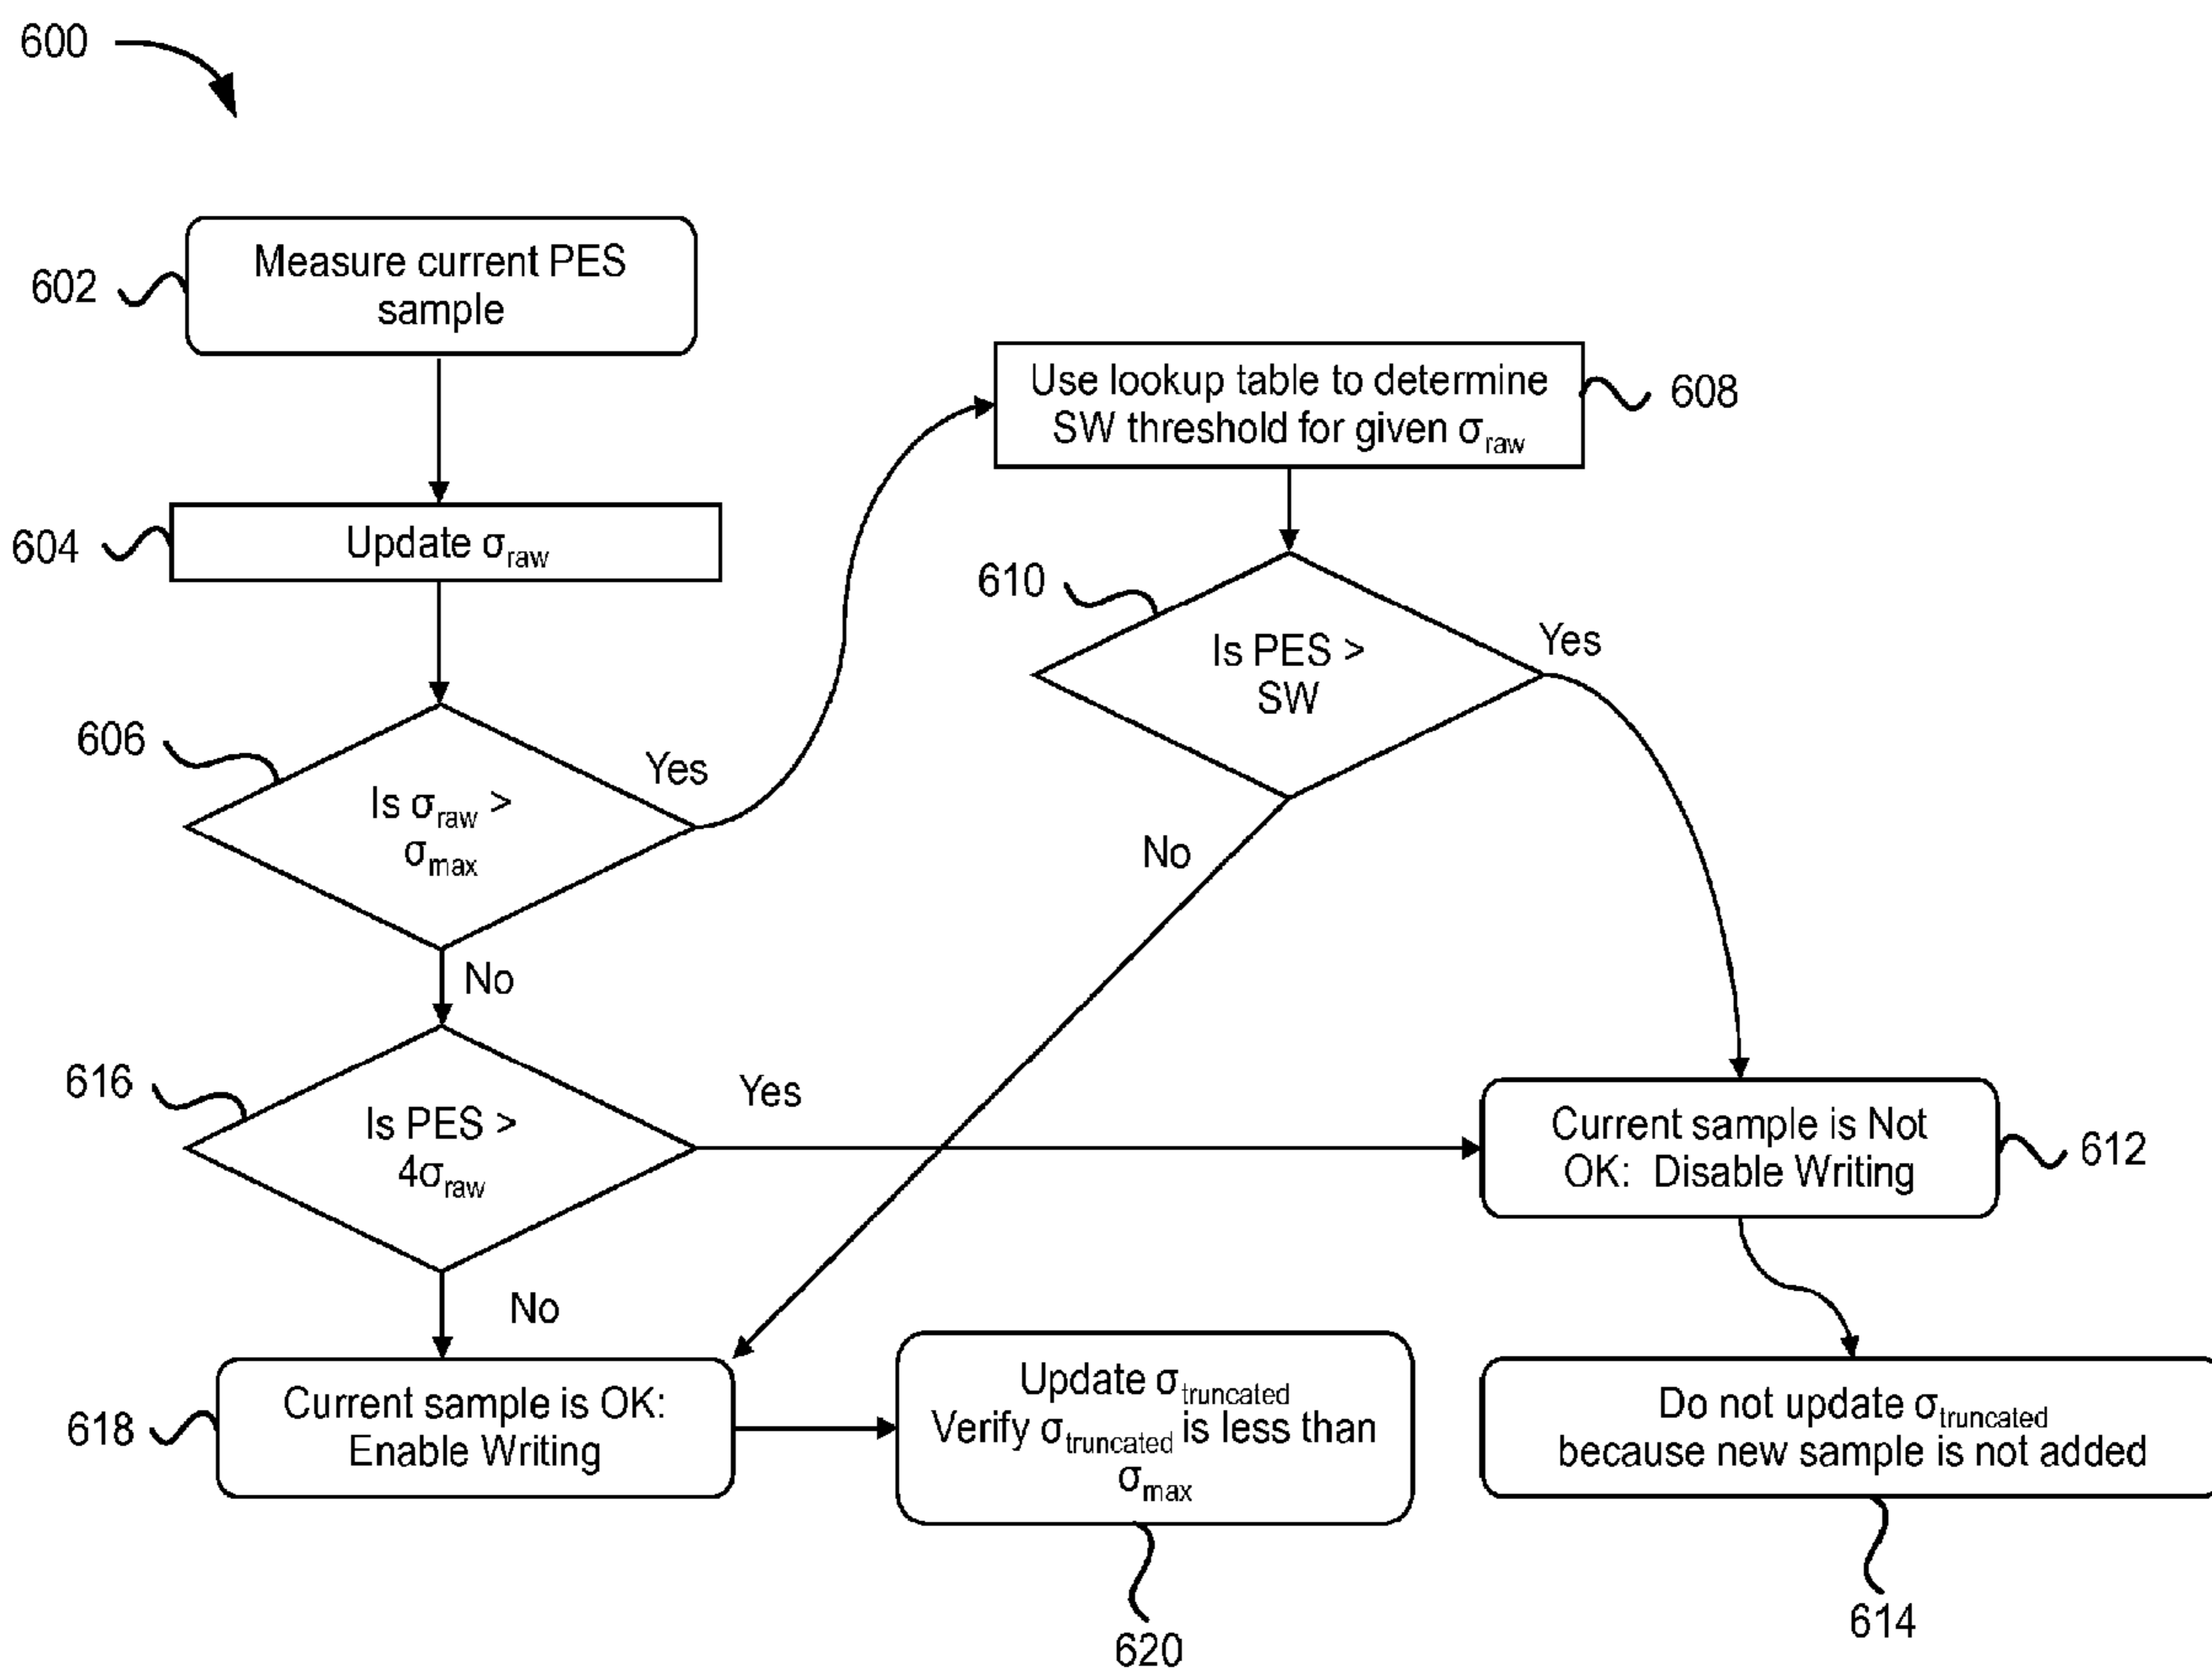 600
602
Measure current PES
sample
604
Update σraw
606
Is σraw >
σmax
Yes
No
608
Use lookup table to determine
SW threshold for given σraw
610
Is PES >
SW
Yes
No
616
Is PES >
4σraw
Yes
No
612
Current sample is Not
OK: Disable Writing
618
Current sample is OK:
Enable Writing
Update σtruncated
Verify σtruncated is less than
σmax
620
Do not update σtruncated
because new sample is not added
614